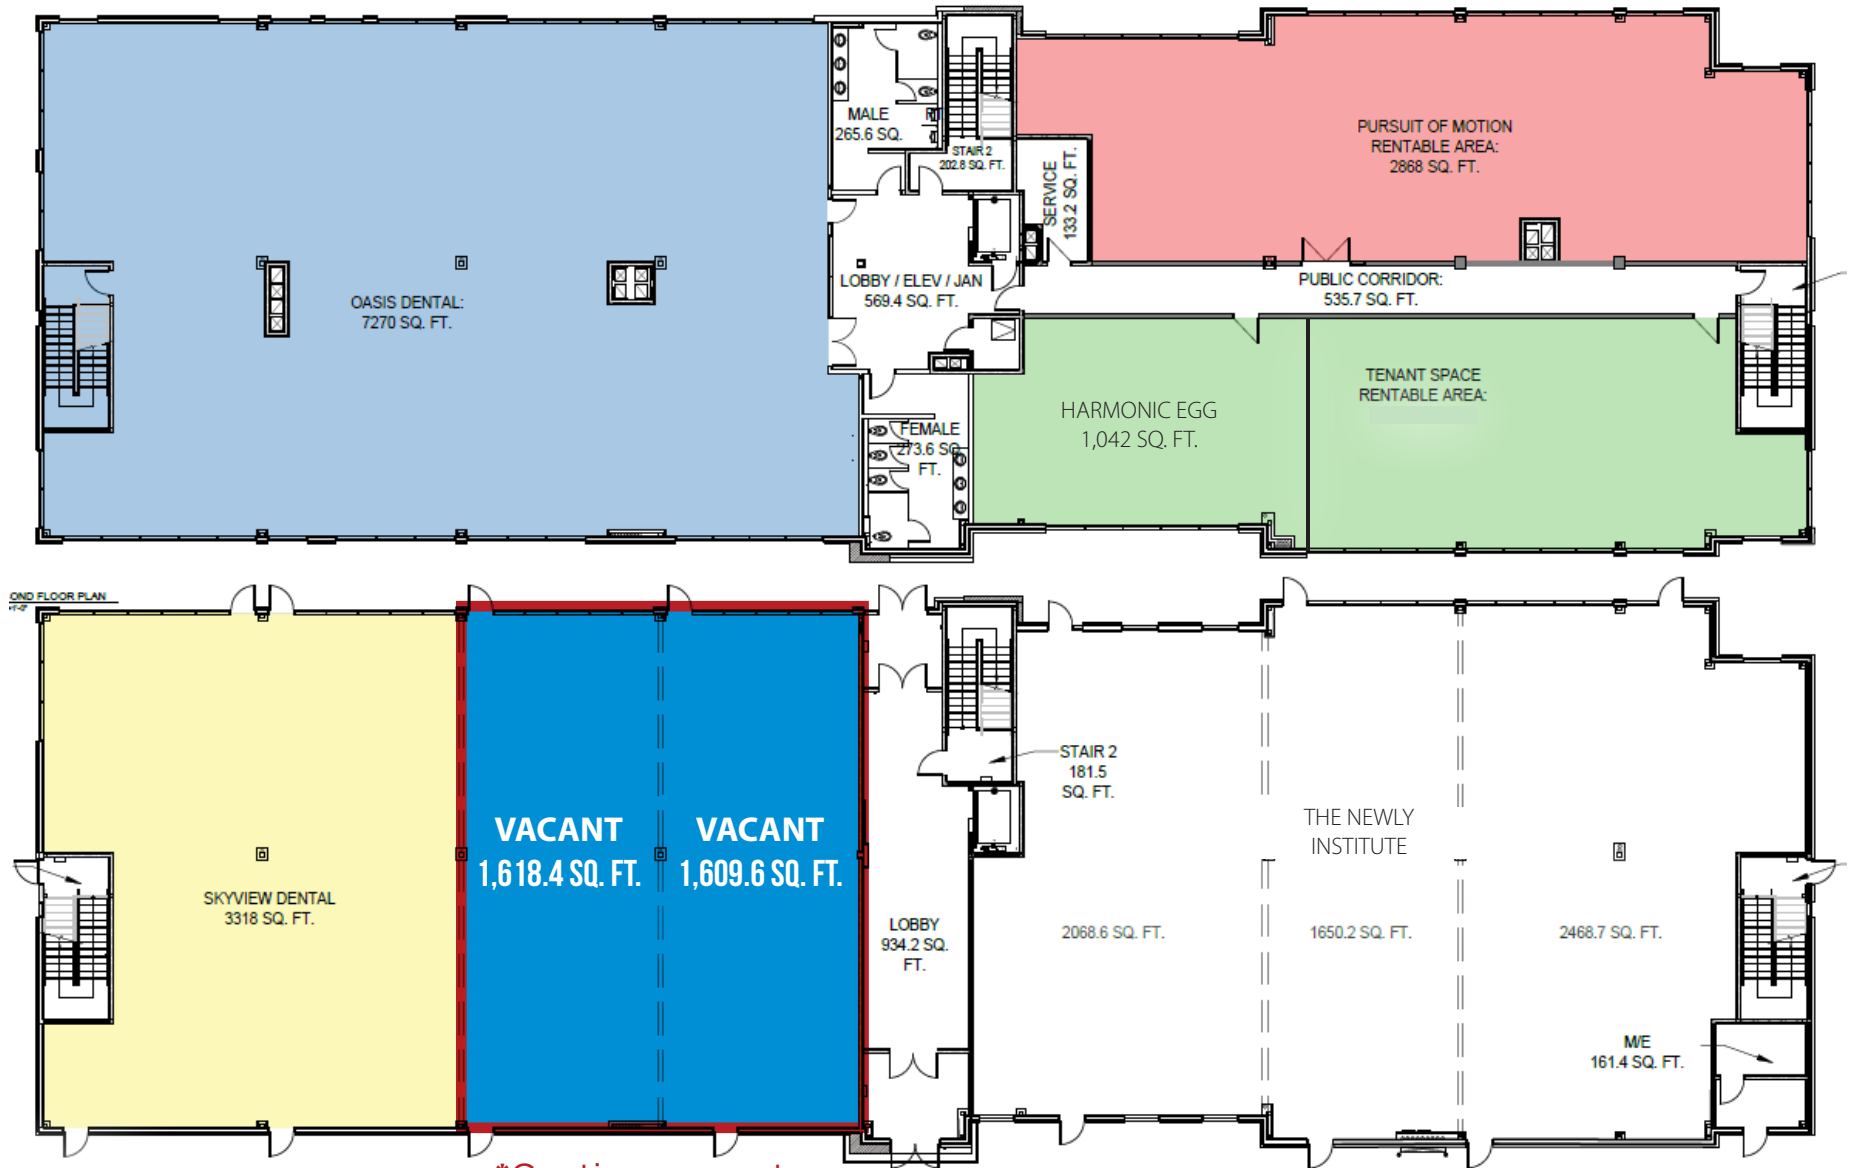 MALE
265.6 SQ.
STAIR 2
202.8 SQ. FT.
SERVICE
133.2 SQ. FT.
PURSUIT OF MOTION
RENTABLE AREA:
2868 SQ. FT.
OASIS DENTAL:
7270 SQ. FT.
LOBBY / ELEV / JAN
569.4 SQ. FT.
PUBLIC CORRIDOR:
535.7 SQ. FT.
HARMONIC EGG
1,042 SQ. FT.
TENANT SPACE
RENTABLE AREA:
FEMALE
273.6 SQ.
FT.
OND FLOOR PLAN
VACANT
1,618.4 SQ. FT.
VACANT
1,609.6 SQ. FT.
SKYVIEW DENTAL
3318 SQ. FT.
LOBBY
934.2 SQ.
FT.
STAIR 2
181.5
SQ. FT.
THE NEWLY
INSTITUTE
2068.6 SQ. FT.
1650.2 SQ. FT.
2468.7 SQ. FT.
M/E
161.4 SQ. FT.